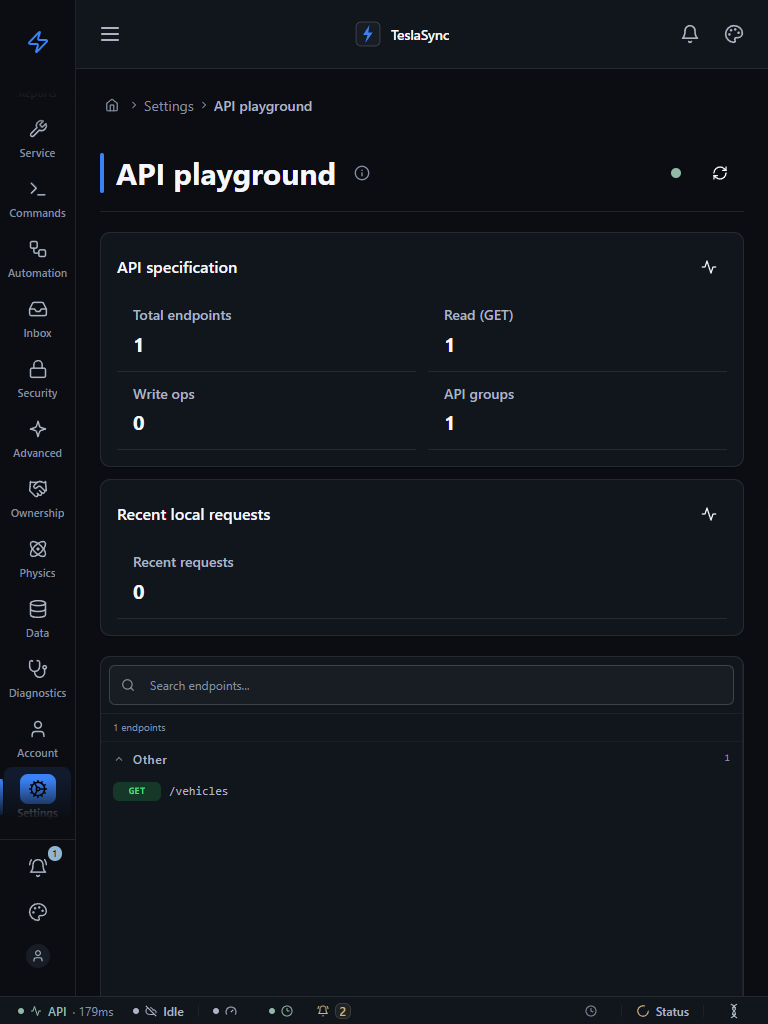 TeslaSync
Reports
Service
Commands
Automation
Inbox
Security
Advanced
Ownership
Physics
Data
Diagnostics
Account
Settings
1
Settings
API playground
API playground
API specification
Total endpoints
1
Read (GET)
1
Write ops
0
API groups
1
Recent local requests
Recent requests
0
Search endpoints...
1 endpoints
Other
1
GET /vehicles
API · 179ms
Idle
2
Status